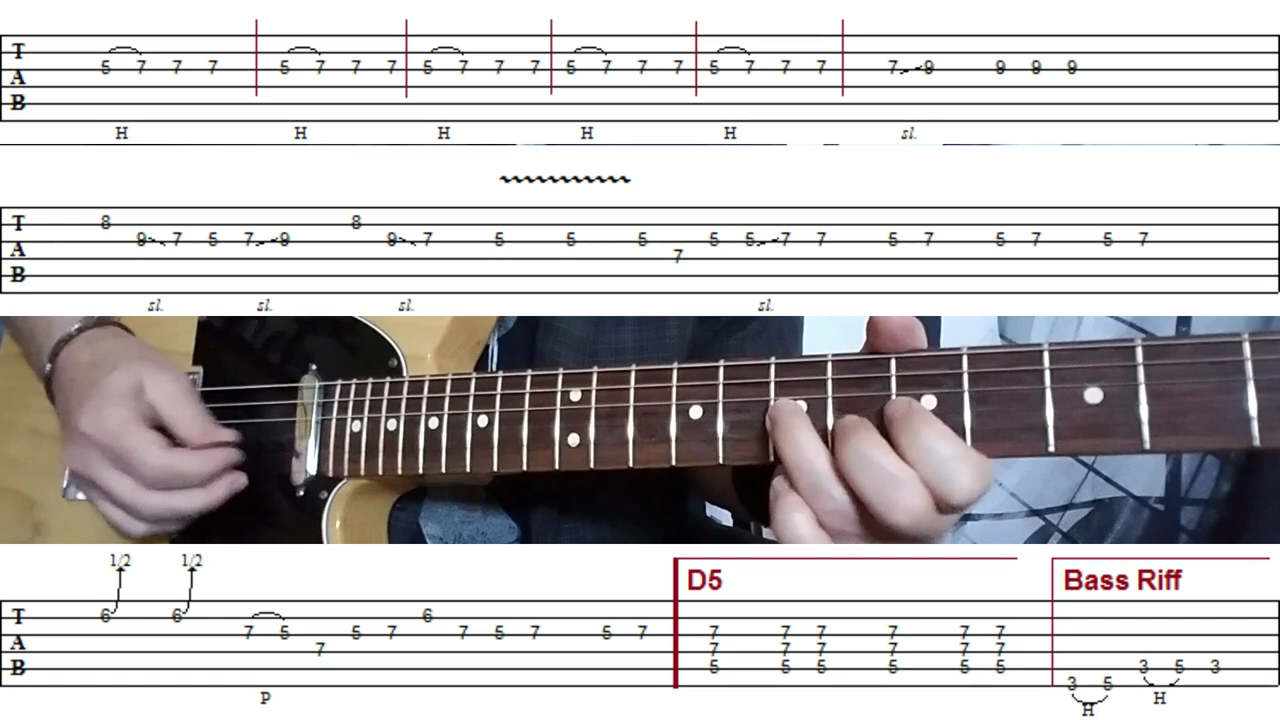 T A B 5 7 7 7 5 7 7 7 5 7 7 7 5 7 7 7 5 7 7 7 7 9 9 9 9
H H H H H sl.
T A B 8 9 7 5 7 9 8 9 7 5 5 5 7 5 5 7 7 5 7 5 7 5 7
sl. sl. sl. sl.
1/2 1/2
D5 Bass Riff
T A B 6 6 7 5 7 5 7 6 7 5 7 5 7
7 7 7 7 7 7
7 7 7 7 7 7
5 5 5 5 5 5 3 5 3
3 5
P H H